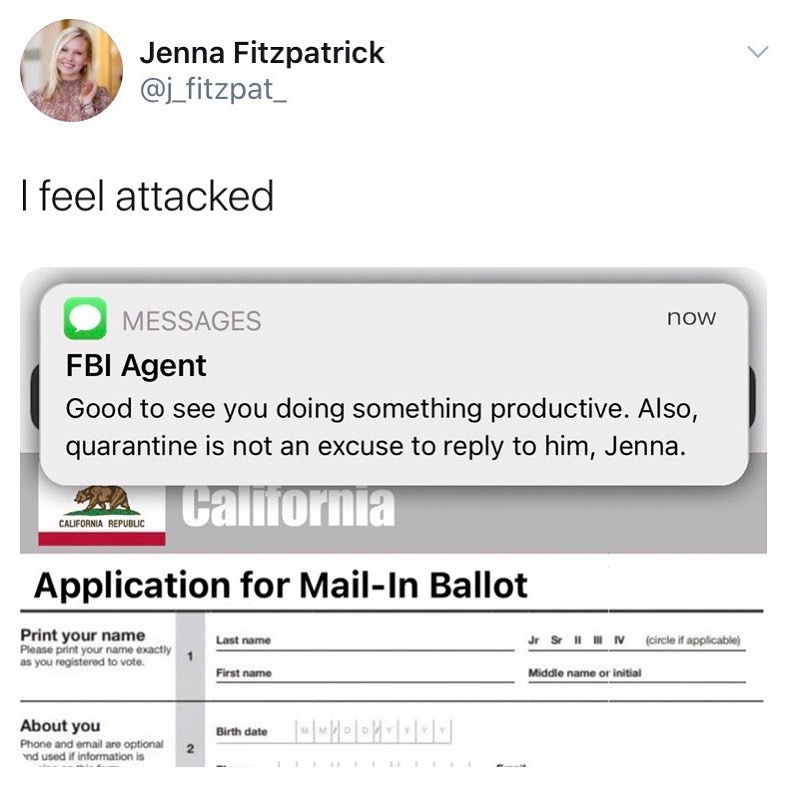 Jenna Fitzpatrick
@j_fitzpat_
I feel attacked
MESSAGES
now
FBI Agent
Good to see you doing something productive. Also,
quarantine is not an excuse to reply to him, Jenna.
CALIFORNIA REPUBLIC
California
Application for Mail-In Ballot
Print your name
Please print your name exactly
as you registered to vote.
1
Last name
Jr Sr II III IV (circle if applicable)
First name
Middle name or initial
About you
Phone and email are optional
and used if information is
2
Birth date
M M / D D / Y Y Y Y